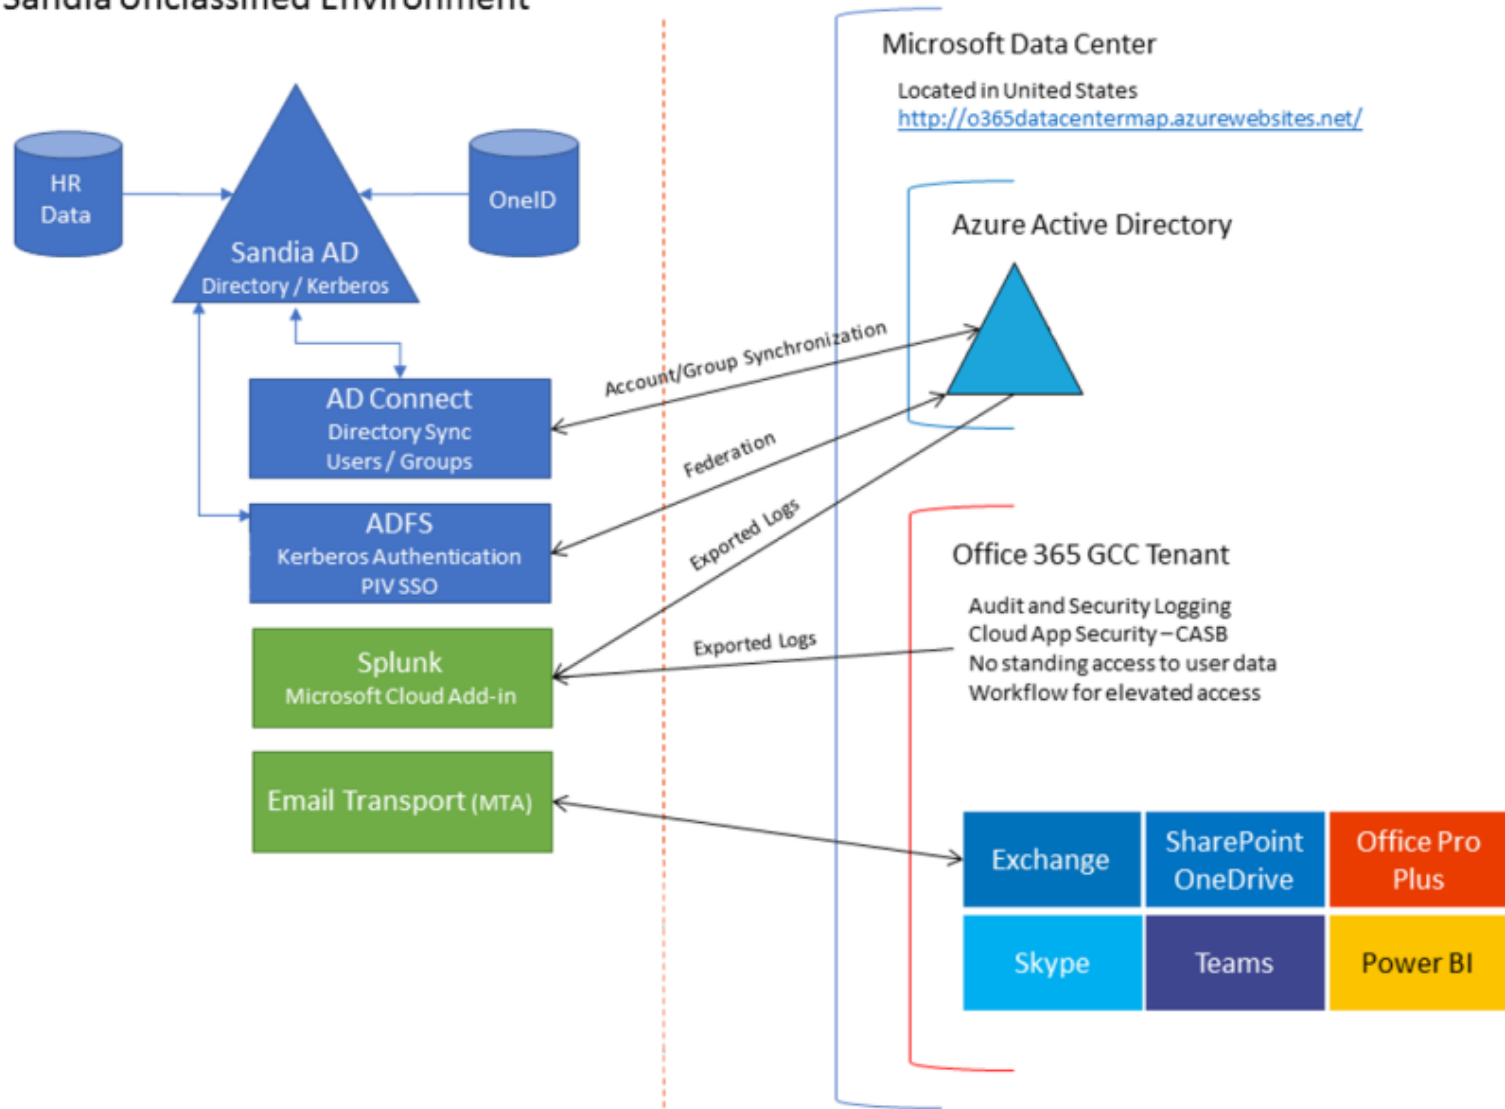 Sandia Unclassified Environment
Microsoft Data Center
Located in United States
http://o365datacentermap.azurewebsites.net/
HR
Data
OneID
Sandia AD
Directory / Kerberos
Azure Active Directory
Account/Group Synchronization
AD Connect
Directory Sync
Users / Groups
Federation
Exported Logs
ADFS
Kerberos Authentication
PIV SSO
Office 365 GCC Tenant
Audit and Security Logging
Cloud App Security – CASB
No standing access to user data
Workflow for elevated access
Exported Logs
Splunk
Microsoft Cloud Add-in
Email Transport (MTA)
Exchange
SharePoint
OneDrive
Office Pro
Plus
Skype
Teams
Power BI